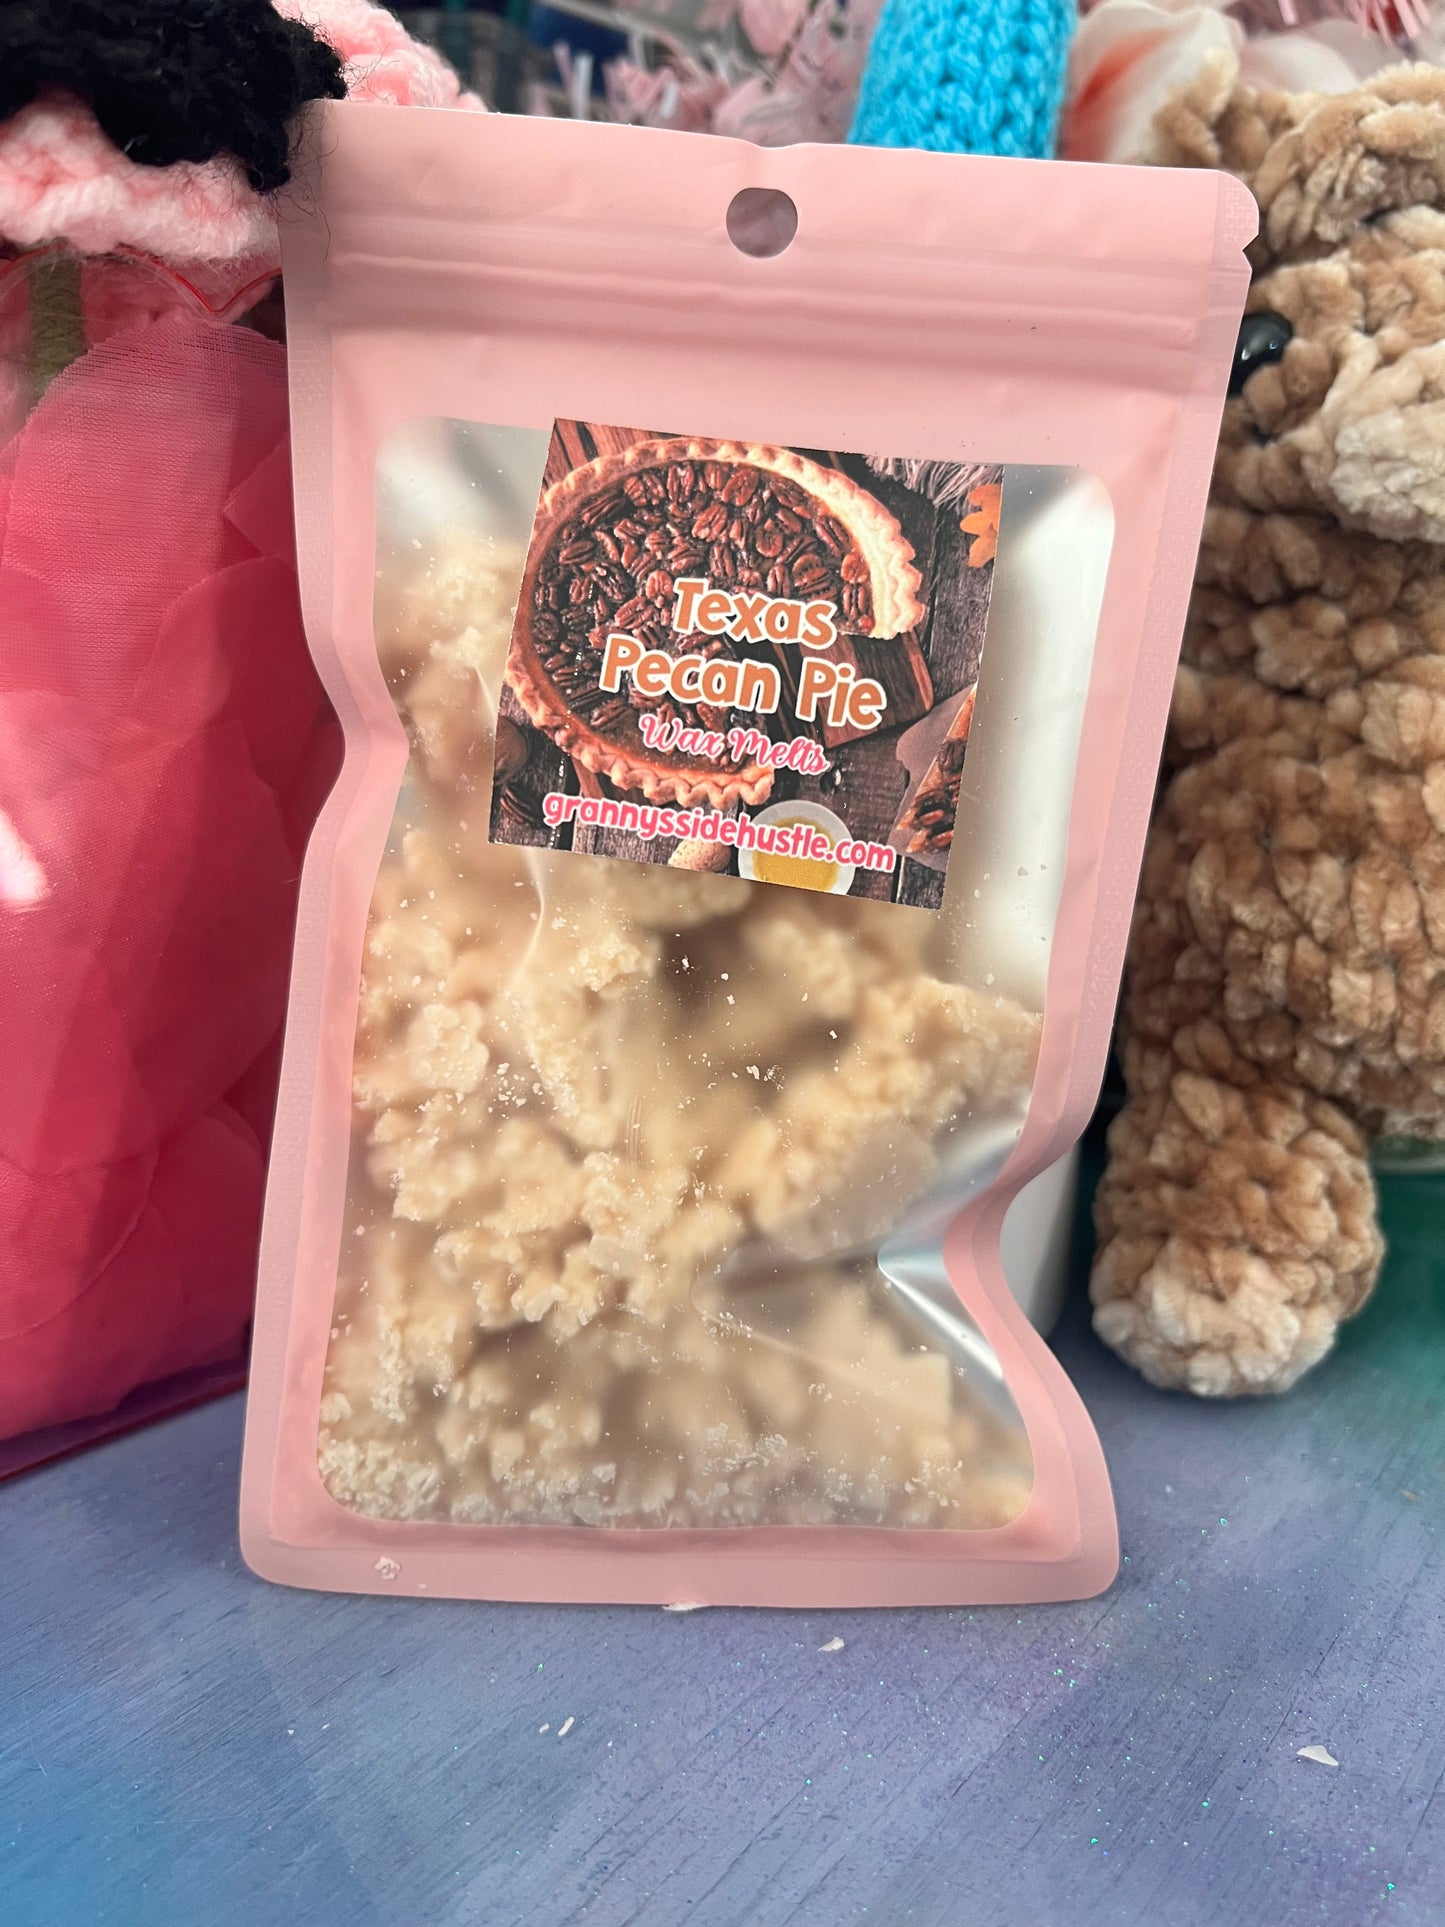 Texas
Pecan Pie
Wax Melts
grannyssidehustle.com